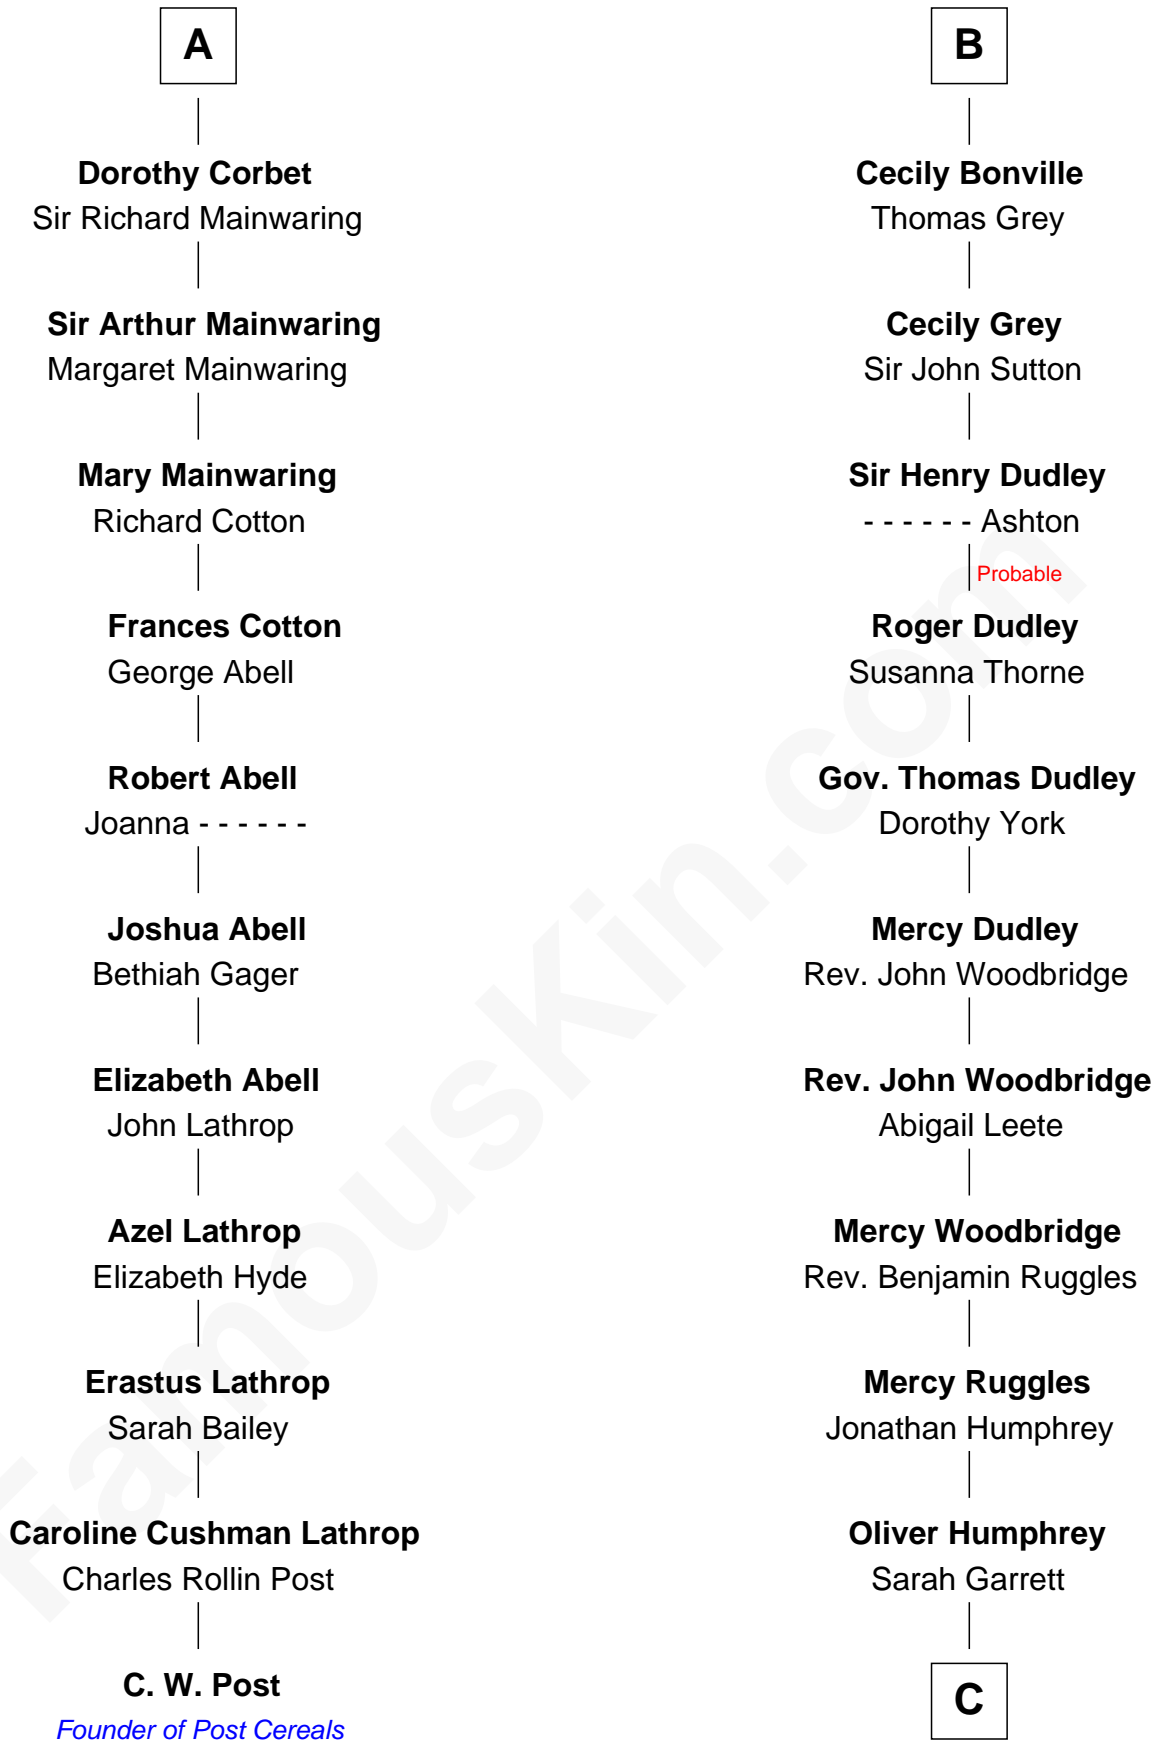 A
Dorothy Corbet
Sir Richard Mainwaring
Sir Arthur Mainwaring
Margaret Mainwaring
Mary Mainwaring
Richard Cotton
Frances Cotton
George Abell
Robert Abell
Joanna - - - - - -
Joshua Abell
Bethiah Gager
Elizabeth Abell
John Lathrop
Azel Lathrop
Elizabeth Hyde
Erastus Lathrop
Sarah Bailey
Caroline Cushman Lathrop
Charles Rollin Post
C. W. Post
Founder of Post Cereals
B
Cecily Bonville
Thomas Grey
Cecily Grey
Sir John Sutton
Sir Henry Dudley
- - - - - - Ashton
Probable
Roger Dudley
Susanna Thorne
Gov. Thomas Dudley
Dorothy York
Mercy Dudley
Rev. John Woodbridge
Rev. John Woodbridge
Abigail Leete
Mercy Woodbridge
Rev. Benjamin Ruggles
Mercy Ruggles
Jonathan Humphrey
Oliver Humphrey
Sarah Garrett
C
FamousKin.com